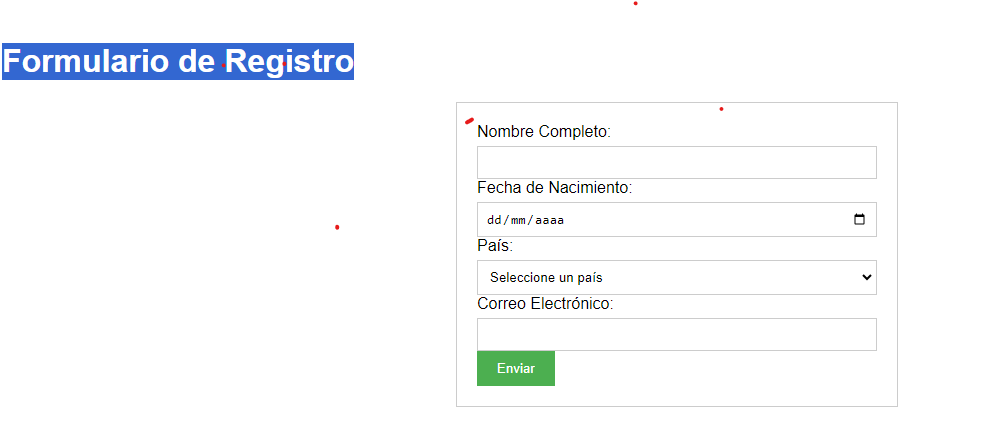 Formulario de Registro
Nombre Completo:
Fecha de Nacimiento:
dd/mm/aaaa
País:
Seleccione un país
Correo Electrónico:
Enviar